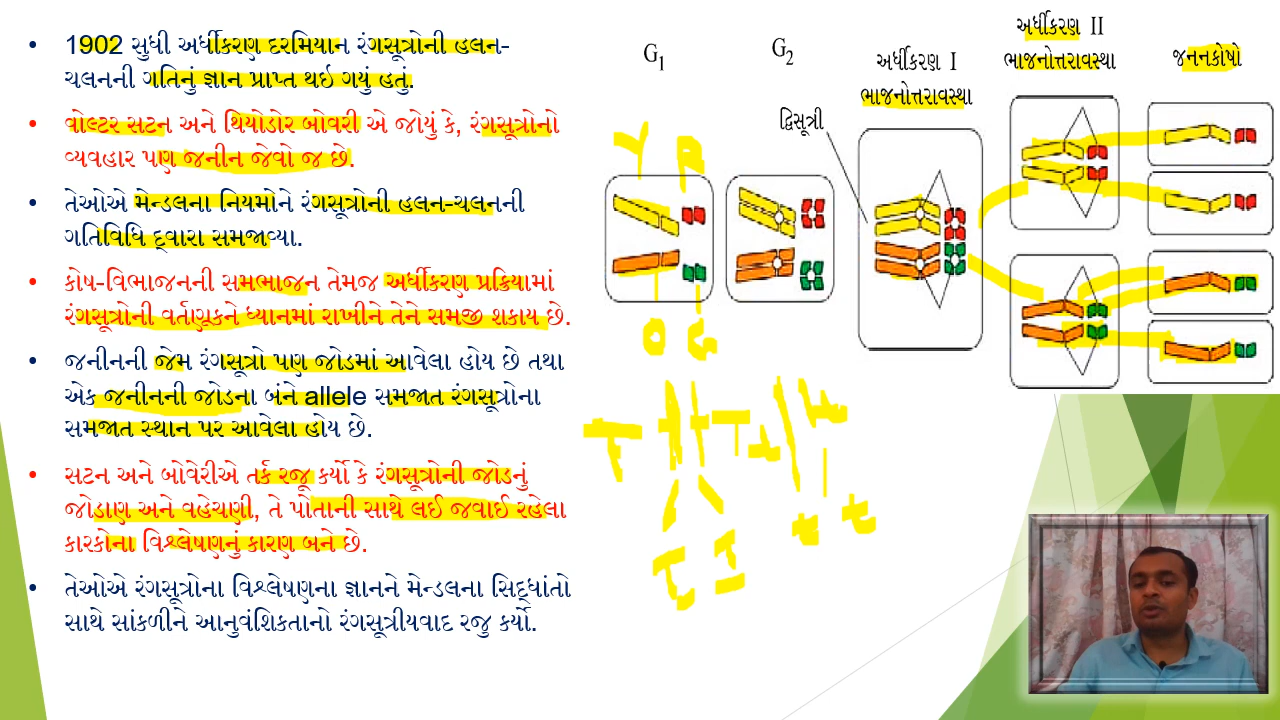 • 1902 સુધી અર્ધીકરણ દરમિયાન રંગસૂત્રોની હલન-
ચલનની ગતિનું જ્ઞાન પ્રાપ્ત થઇ ગયું હતું.
• વોલ્ટર સટન અને થિયોડોર બોવરી એ જોયું કે, રંગસૂત્રોનો
વ્યવહાર પણ જનીન જેવો જ છે.
• તેઓએ મેન્ડલના નિયમોને રંગસૂત્રોની હલન-ચલનની
ગતિવિધિ દ્વારા સમજાવ્યા.
• કોષ-વિભાજનની સમભાજન તેમજ અર્ધીકરણ પ્રક્રિયામાં
રંગસૂત્રોની વર્તણૂકને ધ્યાનમાં રાખીને તેને સમજી શકાય છે.
• જનીનની જેમ રંગસૂત્રો પણ જોડમાં આવેલા હોય છે તથા
એક જનીનની જોડના બંને allele સમજાત રંગસૂત્રોના
સમજાત સ્થાન પર આવેલા હોય છે.
• સટન અને બોવેરીએ તર્ક રજૂ કર્યો કે રંગસૂત્રોની જોડનું
જોડાણ અને વહેચણી, તે પોતાની સાથે લઈ જવાઈ રહેલા
કારકોના વિશ્લેષણનું કારણ બને છે.
• તેઓએ રંગસૂત્રોના વિશ્લેષણના જ્ઞાનને મેન્ડલના સિદ્ધાંતો
સાથે સાંકળીને આનુવંશિકતાનો રંગસૂત્રીયવાદ રજુ કર્યો.
G1
G2
અર્ધીકરણ I
ભાજનોત્તરાવસ્થા
અર્ધીકરણ II
ભાજનોત્તરાવસ્થા
જનનકોષો
દ્વિસૂત્રી
Y R
O G
T T
t t